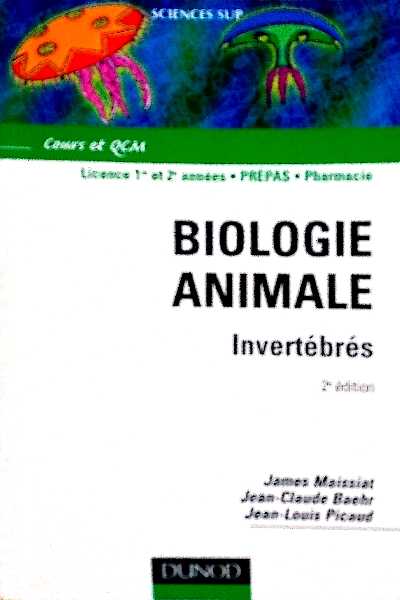 SCIENCES SUP
Cours et QCM
Licence 1re et 2e années • PRÉPAS • Pharmacie
BIOLOGIE
ANIMALE
Invertébrés
2e édition
James Maissiat
Jean-Claude Baehr
Jean-Louis Picaud
DUNOD